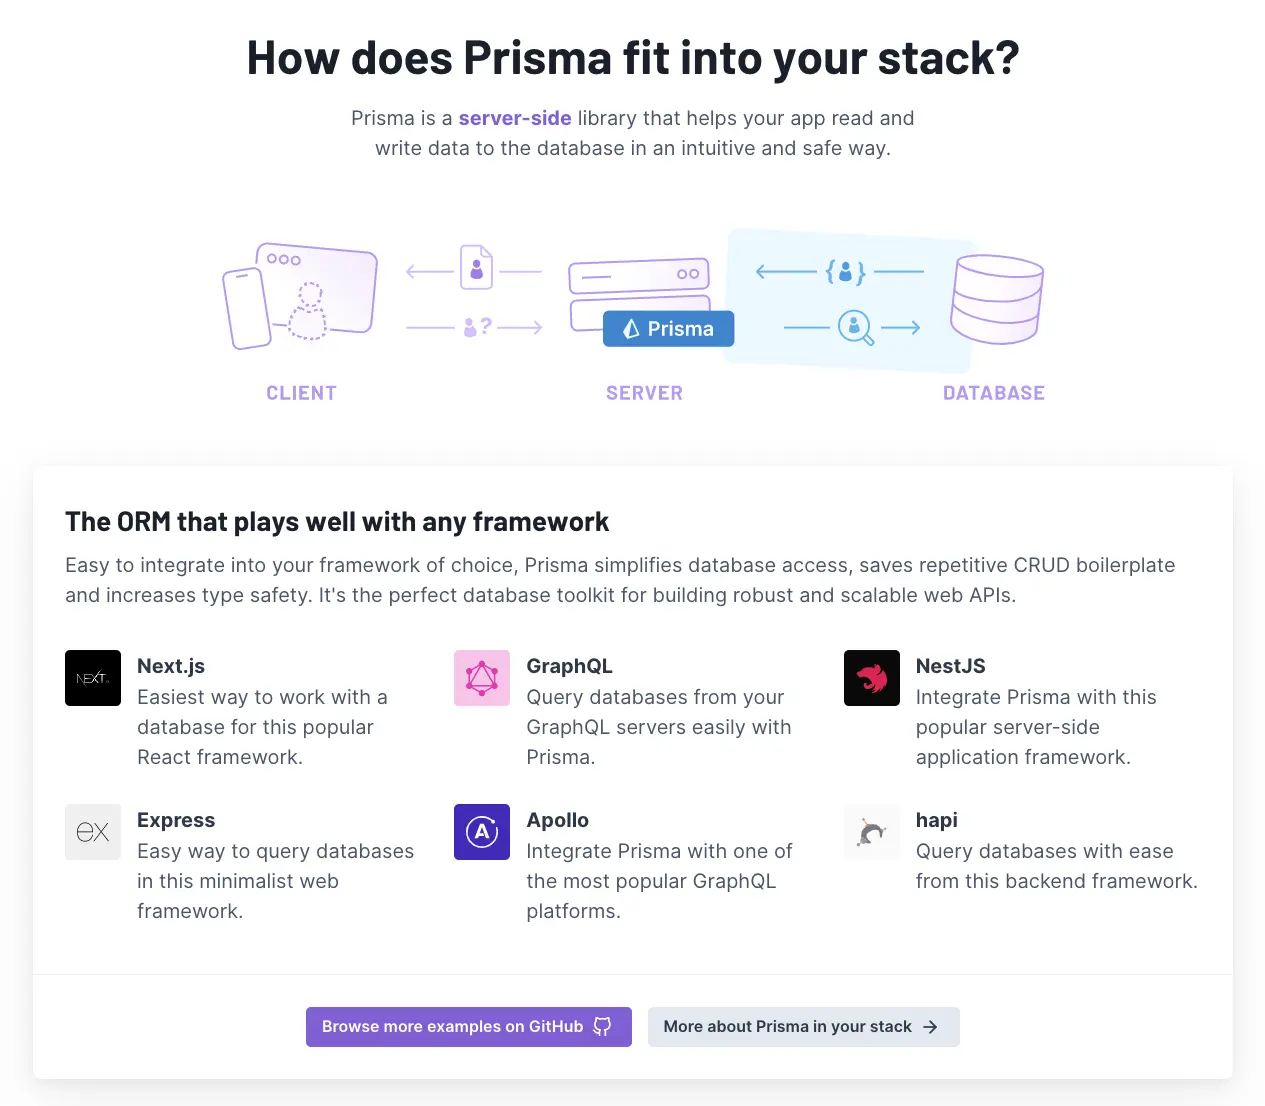 How does Prisma fit into your stack?
Prisma is a server-side library that helps your app read and
write data to the database in an intuitive and safe way.
?
{ }
Prisma
CLIENT
SERVER
DATABASE
The ORM that plays well with any framework
Easy to integrate into your framework of choice, Prisma simplifies database access, saves repetitive CRUD boilerplate
and increases type safety. It's the perfect database toolkit for building robust and scalable web APIs.
NEXT.JS
Next.js
Easiest way to work with a
database for this popular
React framework.
GraphQL
Query databases from your
GraphQL servers easily with
Prisma.
NestJS
Integrate Prisma with this
popular server-side
application framework.
ex
Express
Easy way to query databases
in this minimalist web
framework.
A
Apollo
Integrate Prisma with one of
the most popular GraphQL
platforms.
hapi
Query databases with ease
from this backend framework.
Browse more examples on GitHub
More about Prisma in your stack →